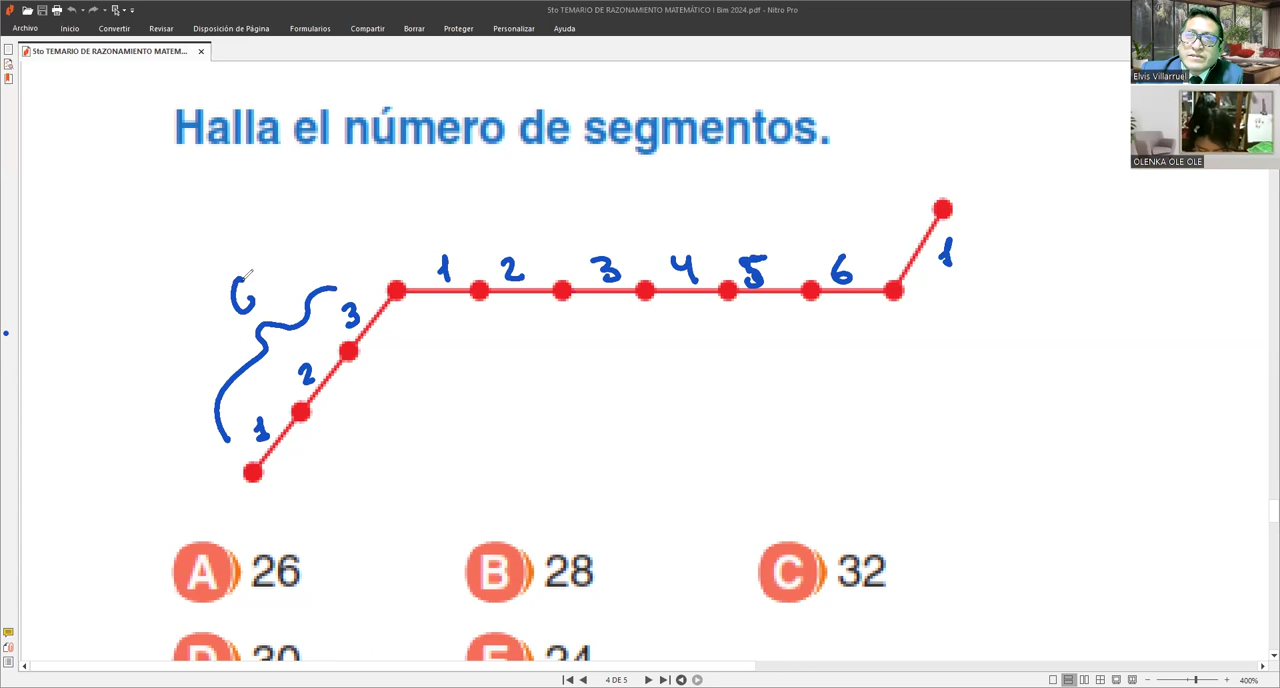 5to TEMARIO DE RAZONAMIENTO MATEMÁTICO I Bim 2024.pdf - Nitro Pro
Archivo Inicio Convertir Revisar Disposición de Página Formularios Compartir Borrar Proteger Personalizar Ayuda
5to TEMARIO DE RAZONAMIENTO MATEM...
Elvis Villarruel
OLENKA OLE OLE
Halla el número de segmentos.
1 2 3 4 5 6 1
6
3
2
1
A) 26 B) 28 C) 32
D) 30 E) 24
4 DE 5
400%